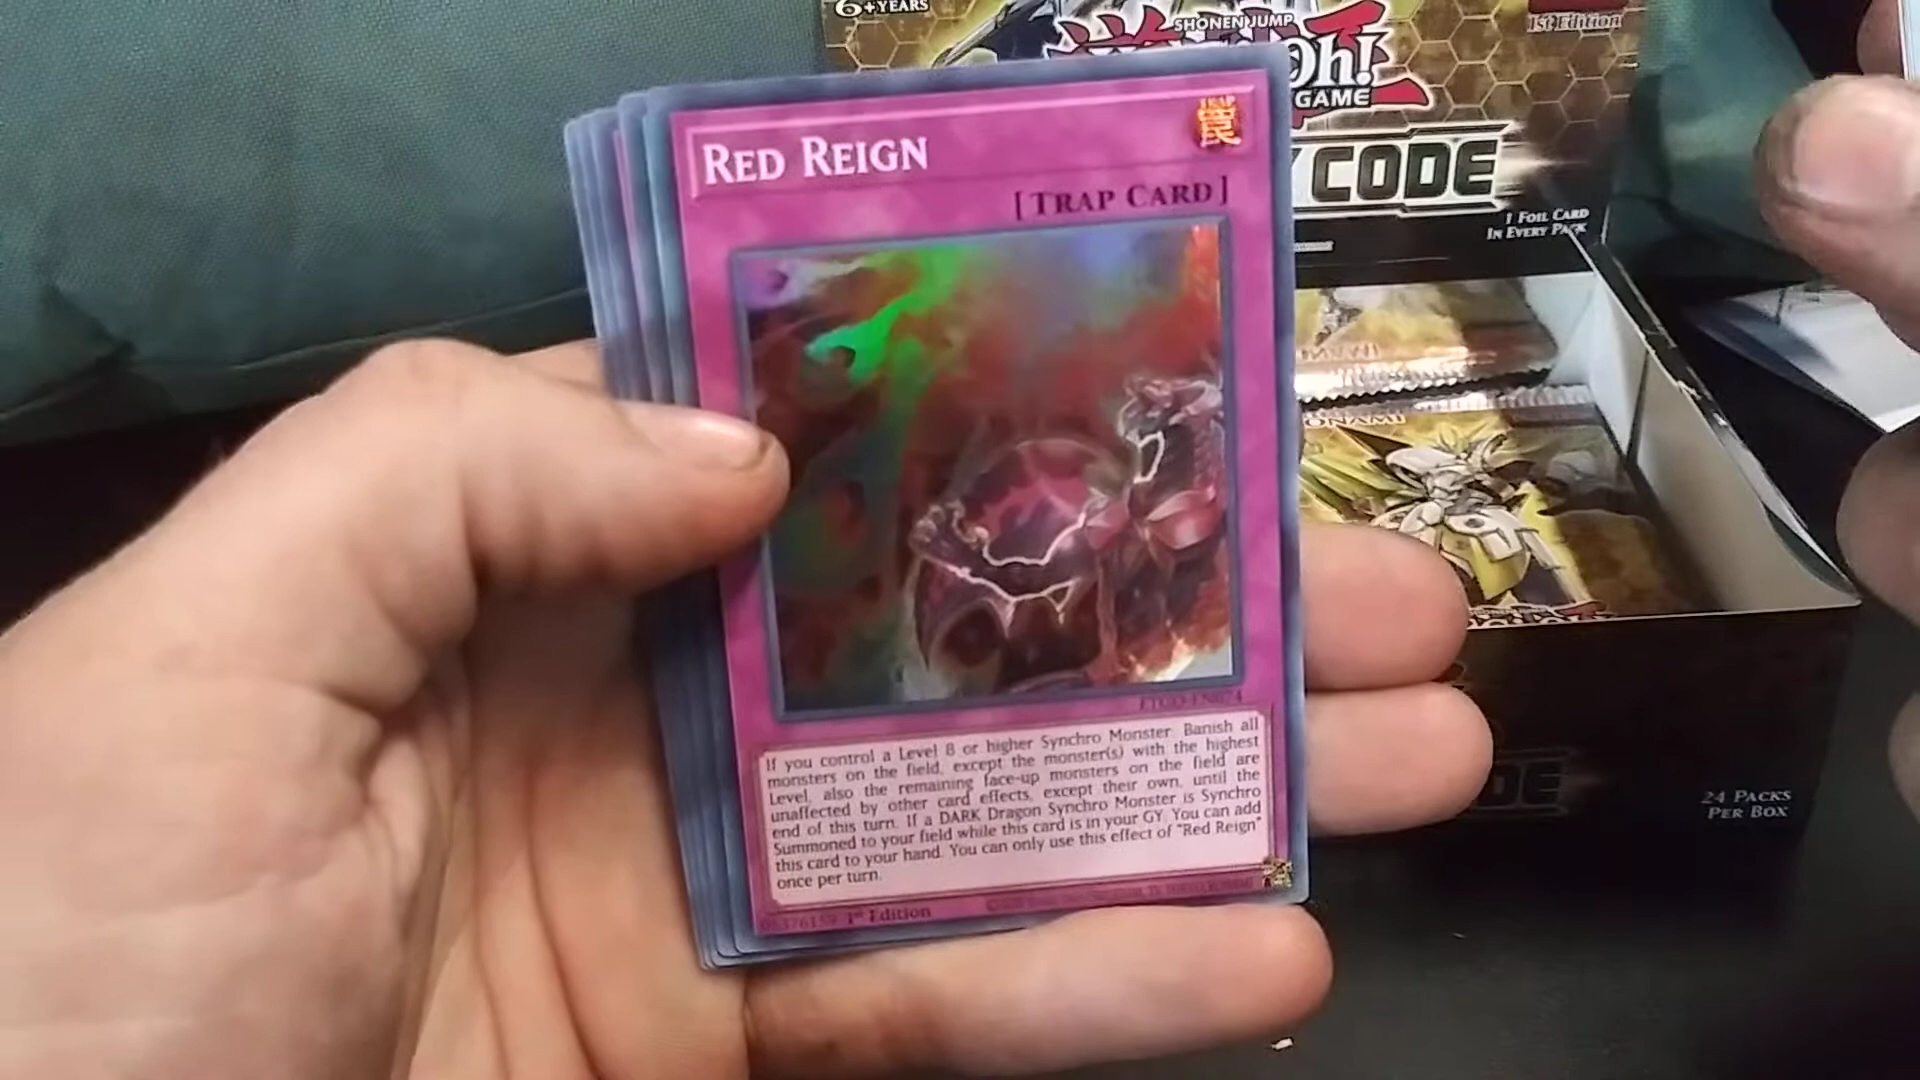 6+YEARS
SHONEN JUMP
1st Edition
Oh!
GAME
CODE
1 FOIL CARD
IN EVERY PACK
RED REIGN
TRAP
罠
[TRAP CARD]
If you control a Level 8 or higher Synchro Monster: Banish all
monsters on the field, except the monster(s) with the highest
Level, also the remaining face-up monsters on the field are
unaffected by other card effects, except their own, until the
end of this turn. If a DARK Dragon Synchro Monster is Synchro
Summoned to your field while this card is in your GY: You can add
this card to your hand. You can only use this effect of "Red Reign"
once per turn.
1st Edition
ONAMI
24 PACKS
PER BOX